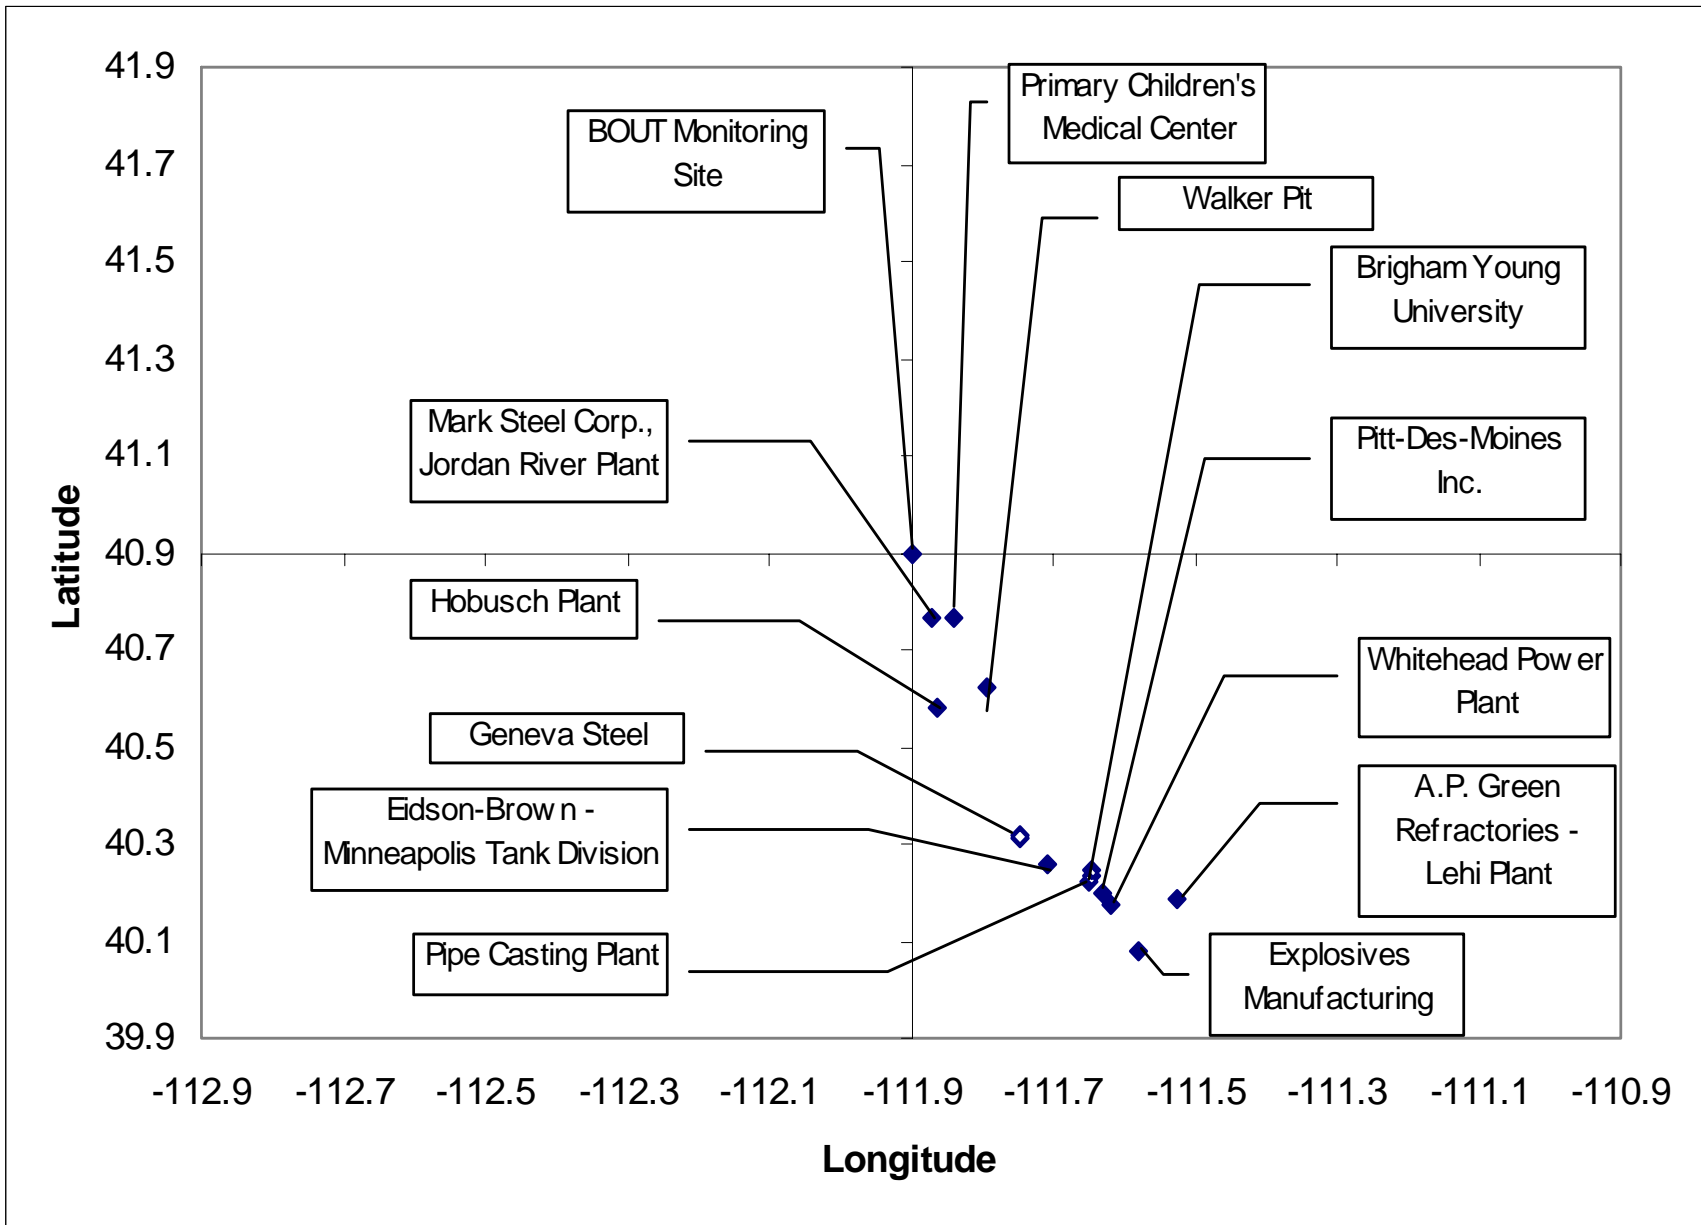 41.9
41.7
41.5
41.3
41.1
40.9
40.7
40.5
40.3
40.1
39.9
Latitude
BOUT Monitoring
Site
Primary Children's
Medical Center
Walker Pit
Brigham Young
University
Mark Steel Corp.,
Jordan River Plant
Pitt-Des-Moines
Inc.
Hobusch Plant
Whitehead Power
Plant
Geneva Steel
Eidson-Brown -
Minneapolis Tank Division
A.P. Green
Refractories -
Lehi Plant
Pipe Casting Plant
Explosives
Manufacturing
-112.9 -112.7 -112.5 -112.3 -112.1 -111.9 -111.7 -111.5 -111.3 -111.1 -110.9
Longitude